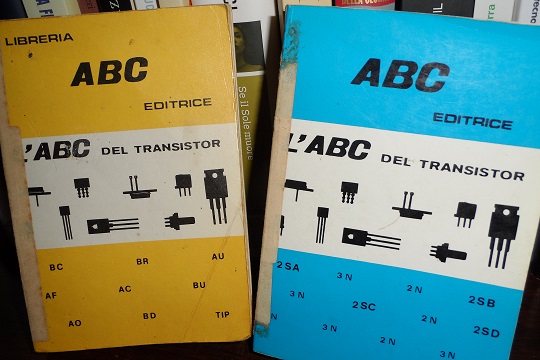 LIBRERIA
ABC
EDITRICE
L'ABC DEL TRANSISTOR
BC BR AU
AF AC BU
AO BD TIP
ABC
EDITRICE
L'ABC DEL TRANSISTOR
2SA 3N
3N 2N 2SB
2SC
3N 2N
2N 2SD
Se il Sole muore